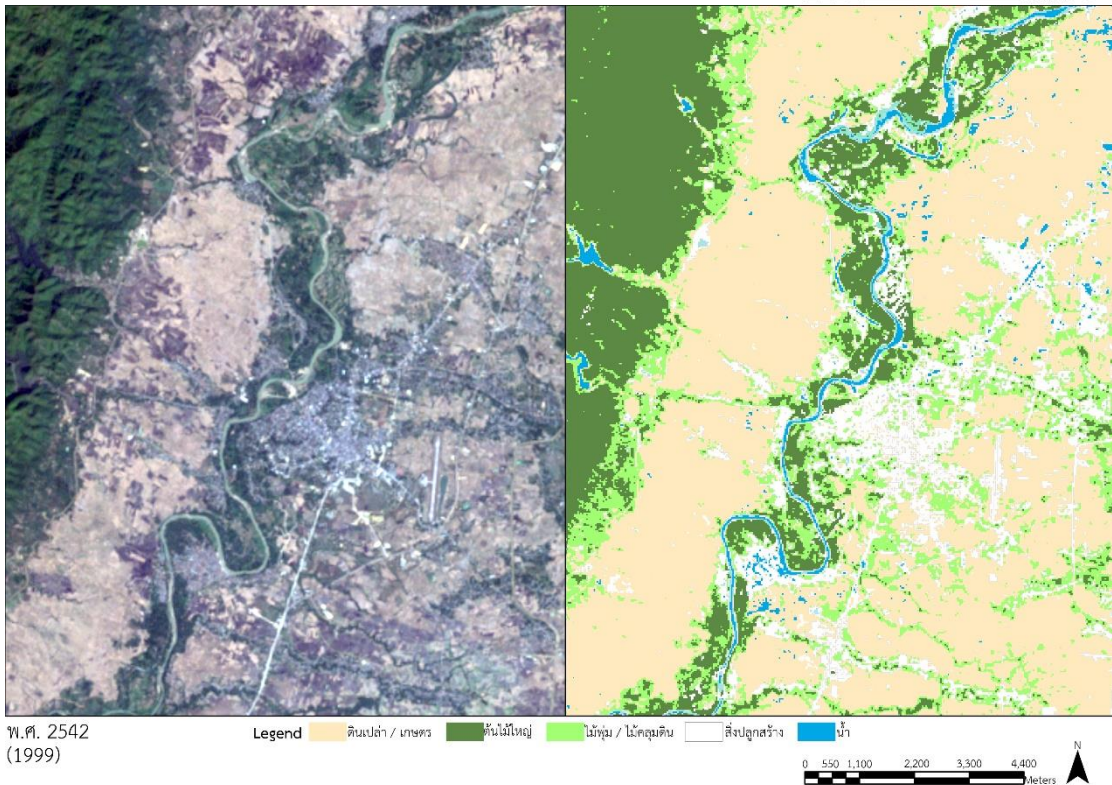 พ.ศ. 2542
(1999)
Legend ดินเปล่า / เกษตร ต้นไม้ใหญ่ ไม้พุ่ม / ไม้คลุมดิน สิ่งปลูกสร้าง น้ำ
N
0 550 1,100 2,200 3,300 4,400
Meters